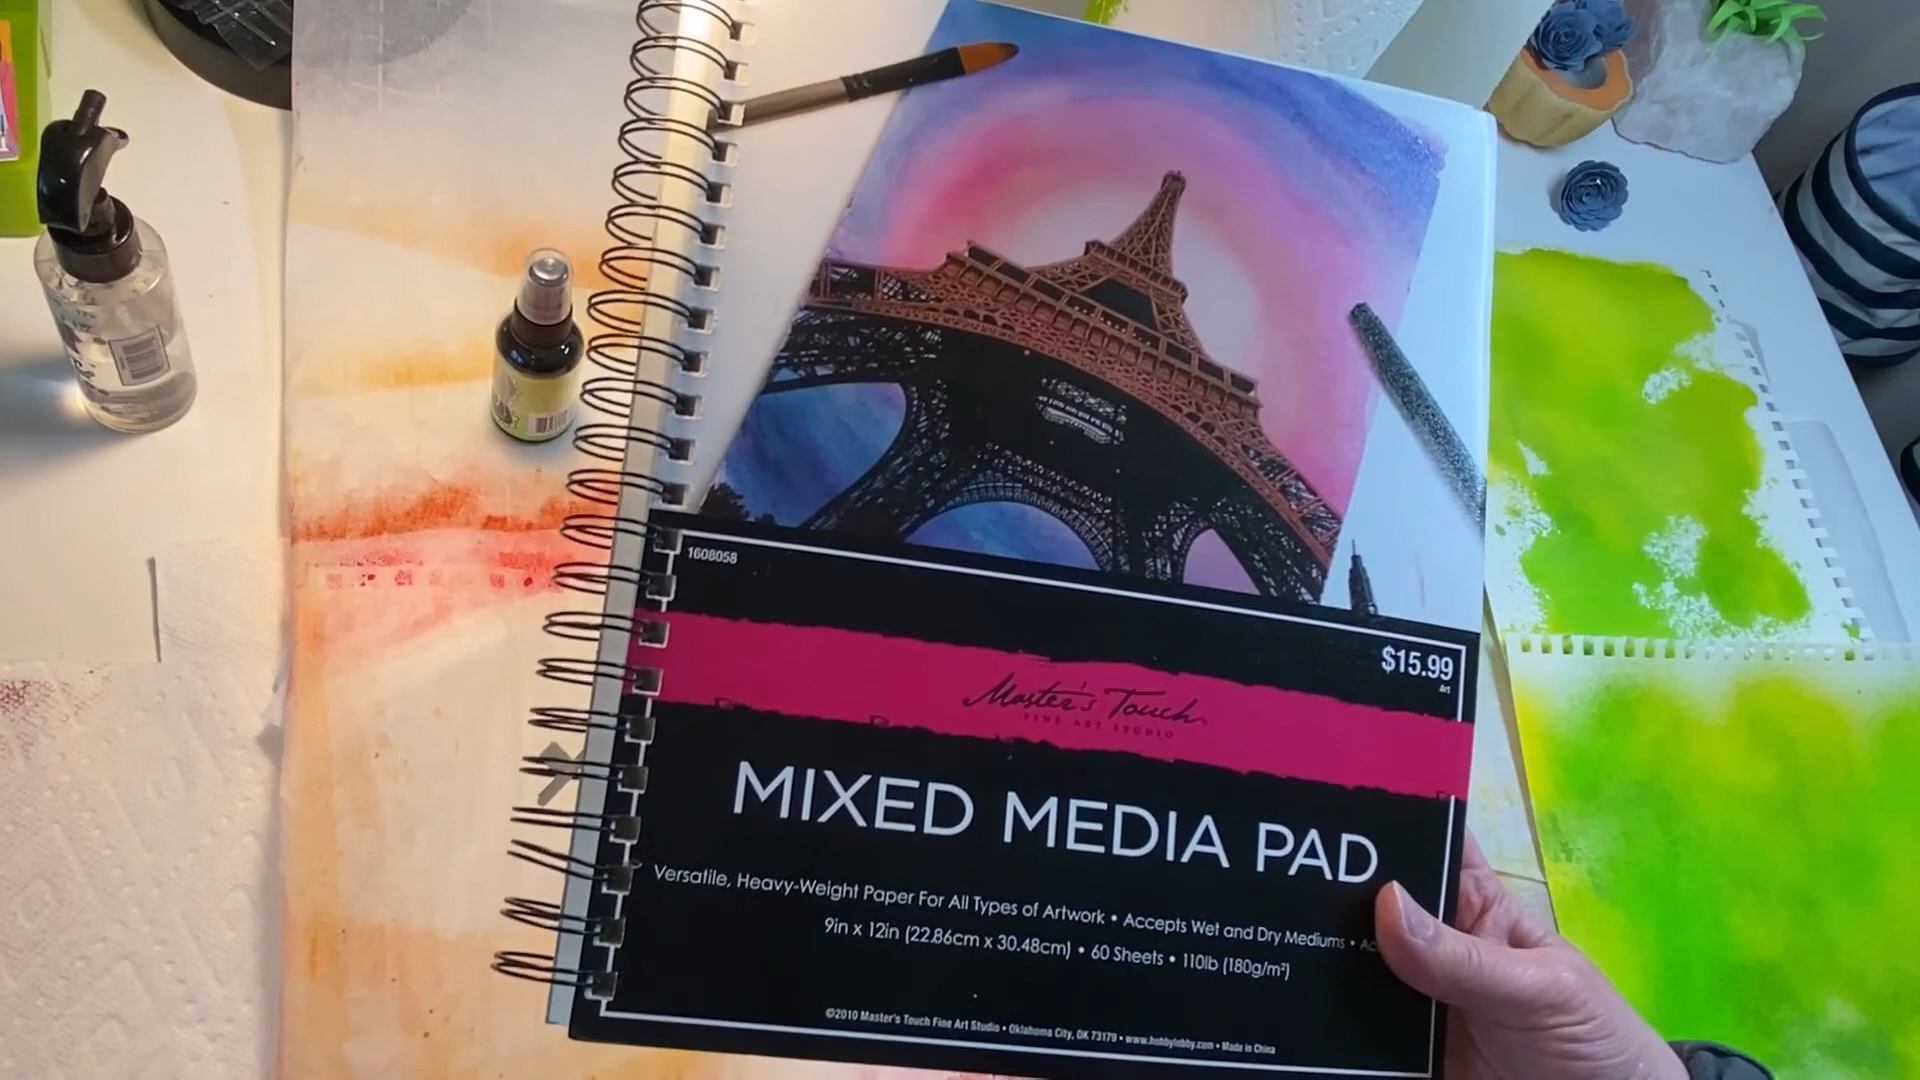 1608058
$15.99
Art
Master's Touch®
FINE ART STUDIO
MIXED MEDIA PAD
Versatile, Heavy-Weight Paper For All Types of Artwork • Accepts Wet and Dry Mediums •
9in x 12in (22.86cm x 30.48cm) • 60 Sheets • 110lb (180g/m²)
©2010 Master's Touch Fine Art Studio • Oklahoma City, OK 73179 • www.hobbylobby.com • Made in China